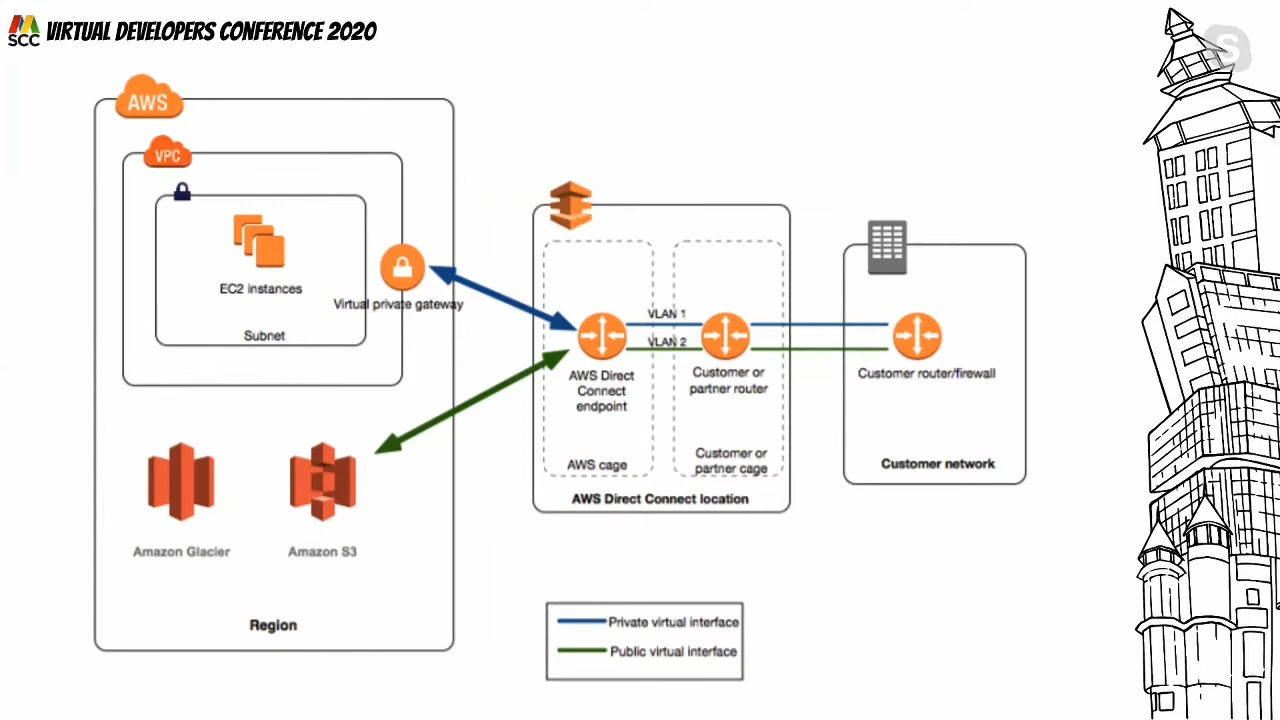 SCC VIRTUAL DEVELOPERS CONFERENCE 2020
S
AWS
VPC
EC2 instances
Virtual private gateway
Subnet
VLAN 1
VLAN 2
AWS Direct
Connect
endpoint
Customer or
partner router
Customer router/firewall
AWS cage
Customer or
partner cage
Customer network
AWS Direct Connect location
Amazon Glacier
Amazon S3
Region
Private virtual interface
Public virtual interface